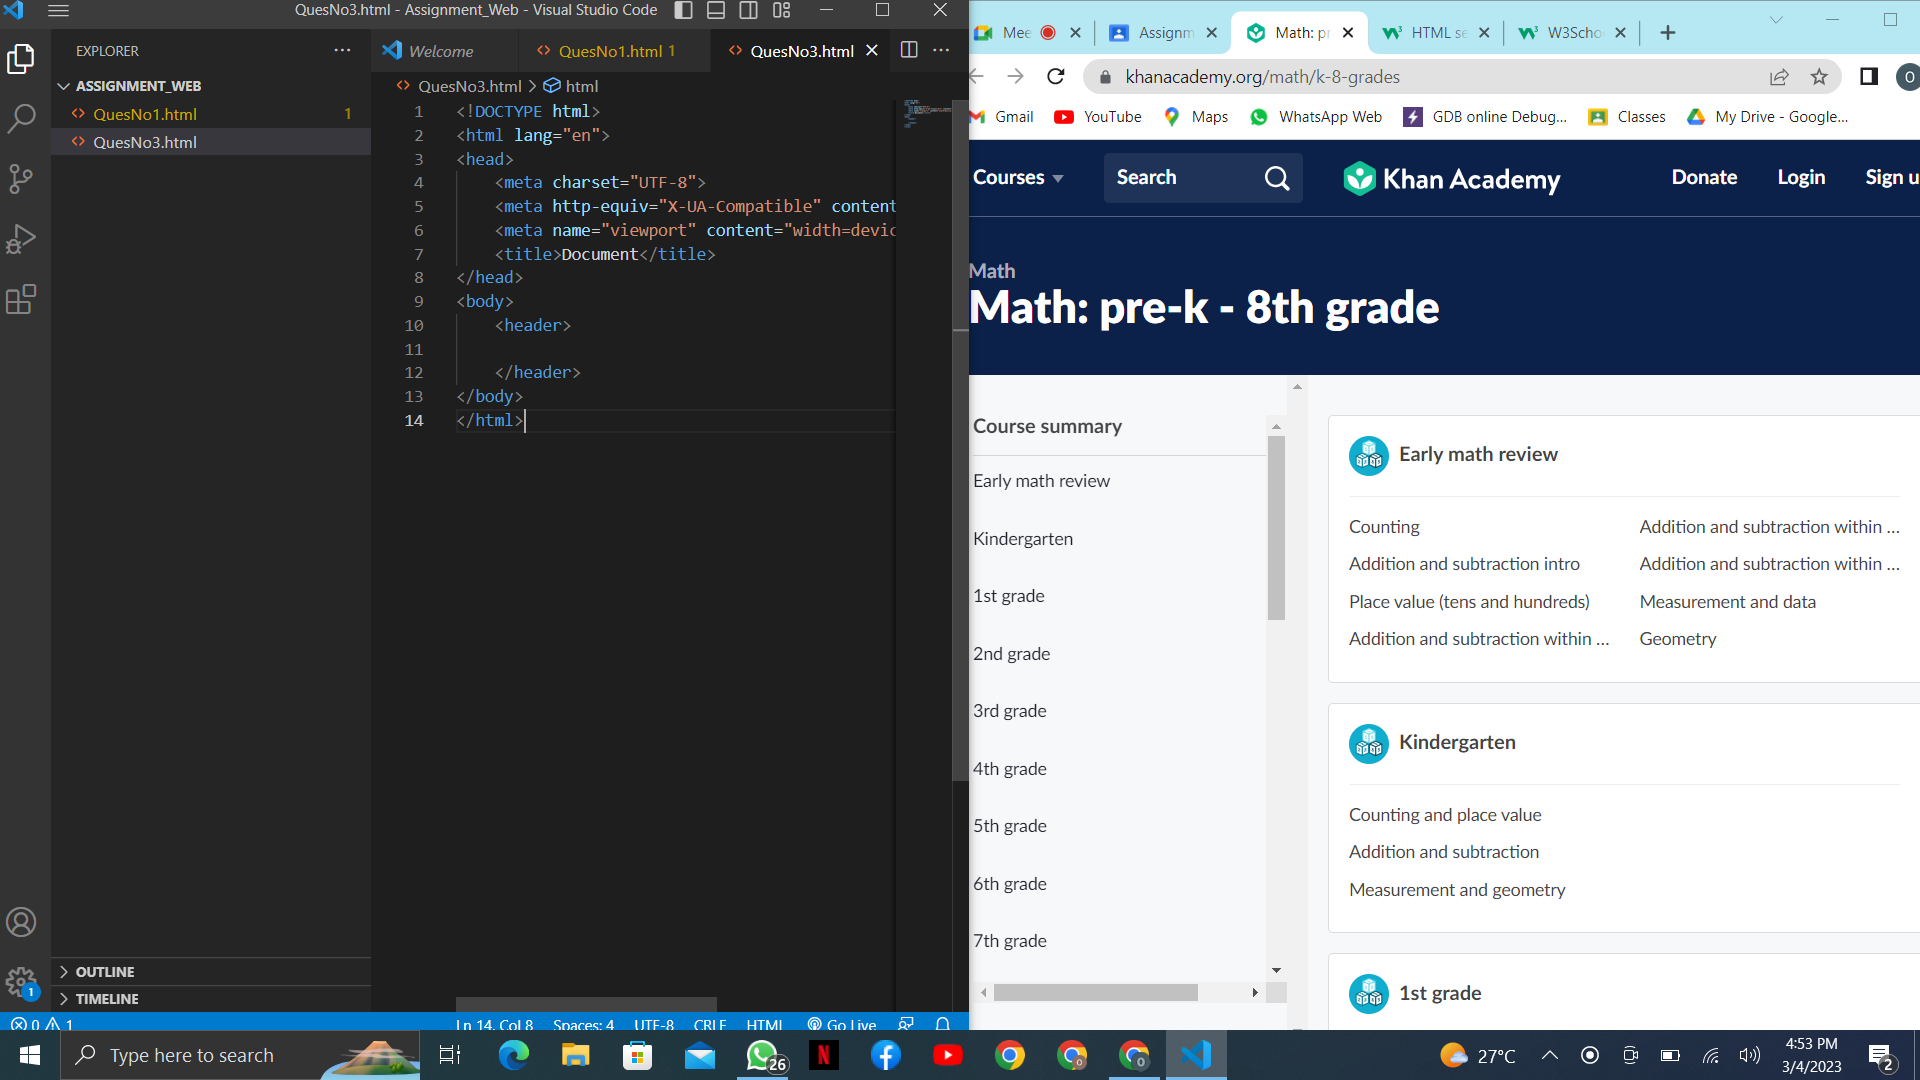 QuesNo3.html - Assignment_Web - Visual Studio Code
EXPLORER
ASSIGNMENT_WEB
QuesNo1.html 1
QuesNo3.html
OUTLINE
TIMELINE
Welcome
QuesNo1.html 1
QuesNo3.html
QuesNo3.html > html
1 <!DOCTYPE html>
2 <html lang="en">
3 <head>
4 <meta charset="UTF-8">
5 <meta http-equiv="X-UA-Compatible" content
6 <meta name="viewport" content="width=devic
7 <title>Document</title>
8 </head>
9 <body>
10 <header>
11
12 </header>
13 </body>
14 </html>
1
0 1
Ln 14, Col 8 Spaces: 4 UTF-8 CRLF HTML Go Live
Mee
Assignm
Math: pr
HTML se
W3Scho
khanacademy.org/math/k-8-grades
O
Gmail
YouTube
Maps
WhatsApp Web
GDB online Debug...
Classes
My Drive - Google...
Courses
Search
Khan Academy
Donate
Login
Sign u
Math
Math: pre-k - 8th grade
Course summary
Early math review
Kindergarten
1st grade
2nd grade
3rd grade
4th grade
5th grade
6th grade
7th grade
Early math review
Counting
Addition and subtraction intro
Place value (tens and hundreds)
Addition and subtraction within ...
Addition and subtraction within ...
Addition and subtraction within ...
Measurement and data
Geometry
Kindergarten
Counting and place value
Addition and subtraction
Measurement and geometry
1st grade
Type here to search
26
27°C
4:53 PM
3/4/2023
2